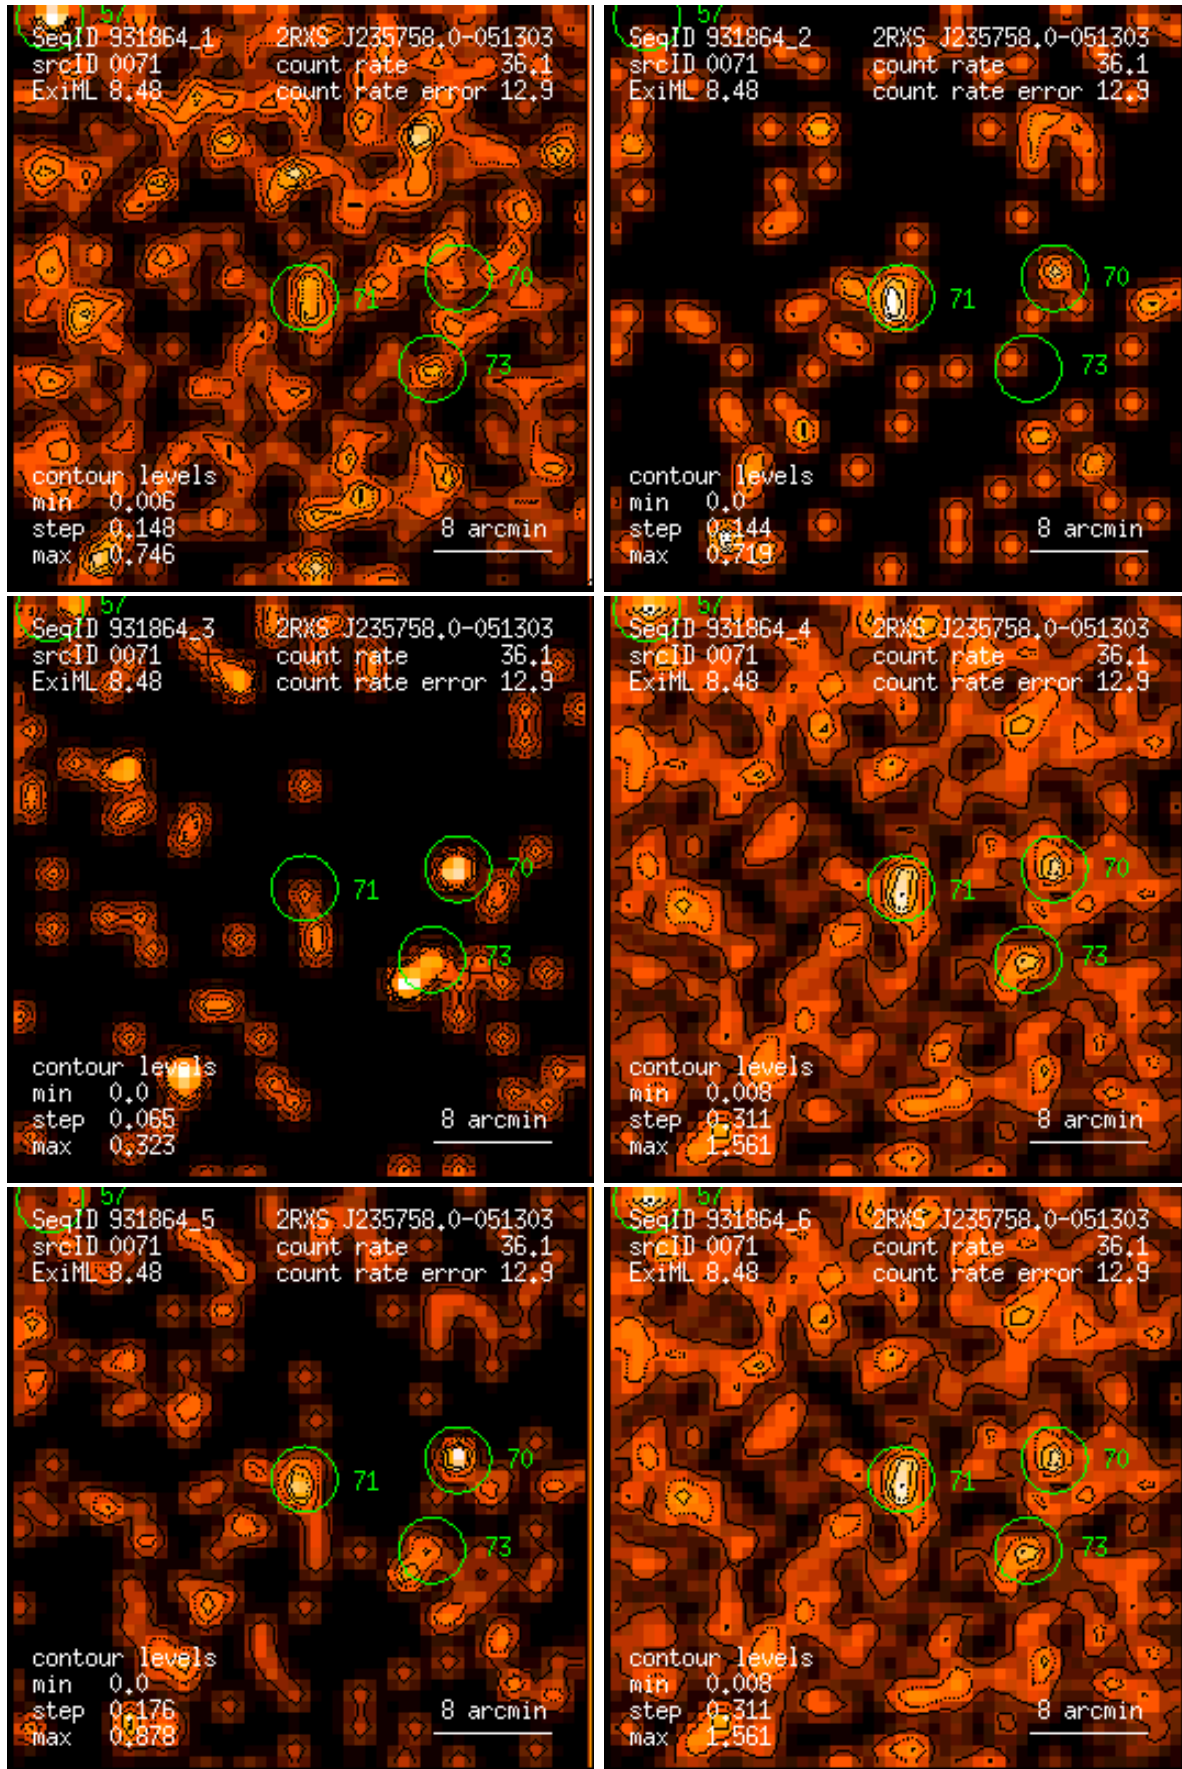 57
SeqID 931864_1 2RXS J235758.0-051303
srcID 0071 count rate 36.1
ExiML 8.48 count rate error 12.9
70
71
73
contour levels
min 0.006
step 0.148
max 0.746
8 arcmin
57
SeqID 931864_2 2RXS J235758.0-051303
srcID 0071 count rate 36.1
ExiML 8.48 count rate error 12.9
70
71
73
contour levels
min 0.0
step 0.144
max 0.719
8 arcmin
57
SeqID 931864_3 2RXS J235758.0-051303
srcID 0071 count rate 36.1
ExiML 8.48 count rate error 12.9
70
71
73
contour levels
min 0.0
step 0.065
max 0.323
8 arcmin
57
SeqID 931864_4 2RXS J235758.0-051303
srcID 0071 count rate 36.1
ExiML 8.48 count rate error 12.9
70
71
73
contour levels
min 0.008
step 0.311
max 1.561
8 arcmin
57
SeqID 931864_5 2RXS J235758.0-051303
srcID 0071 count rate 36.1
ExiML 8.48 count rate error 12.9
70
71
73
contour levels
min 0.0
step 0.176
max 0.878
8 arcmin
57
SeqID 931864_6 2RXS J235758.0-051303
srcID 0071 count rate 36.1
ExiML 8.48 count rate error 12.9
70
71
73
contour levels
min 0.008
step 0.311
max 1.561
8 arcmin